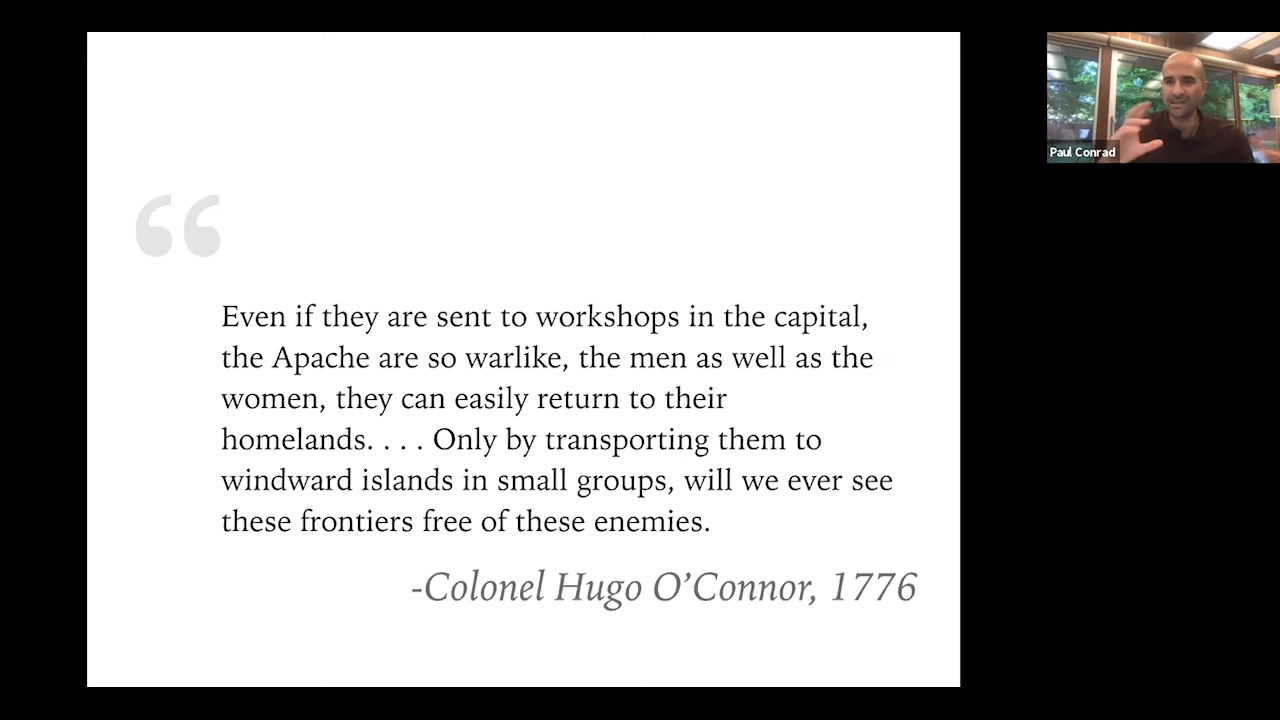 “
Even if they are sent to workshops in the capital,
the Apache are so warlike, the men as well as the
women, they can easily return to their
homelands. . . . Only by transporting them to
windward islands in small groups, will we ever see
these frontiers free of these enemies.
-Colonel Hugo O’Connor, 1776
Paul Conrad